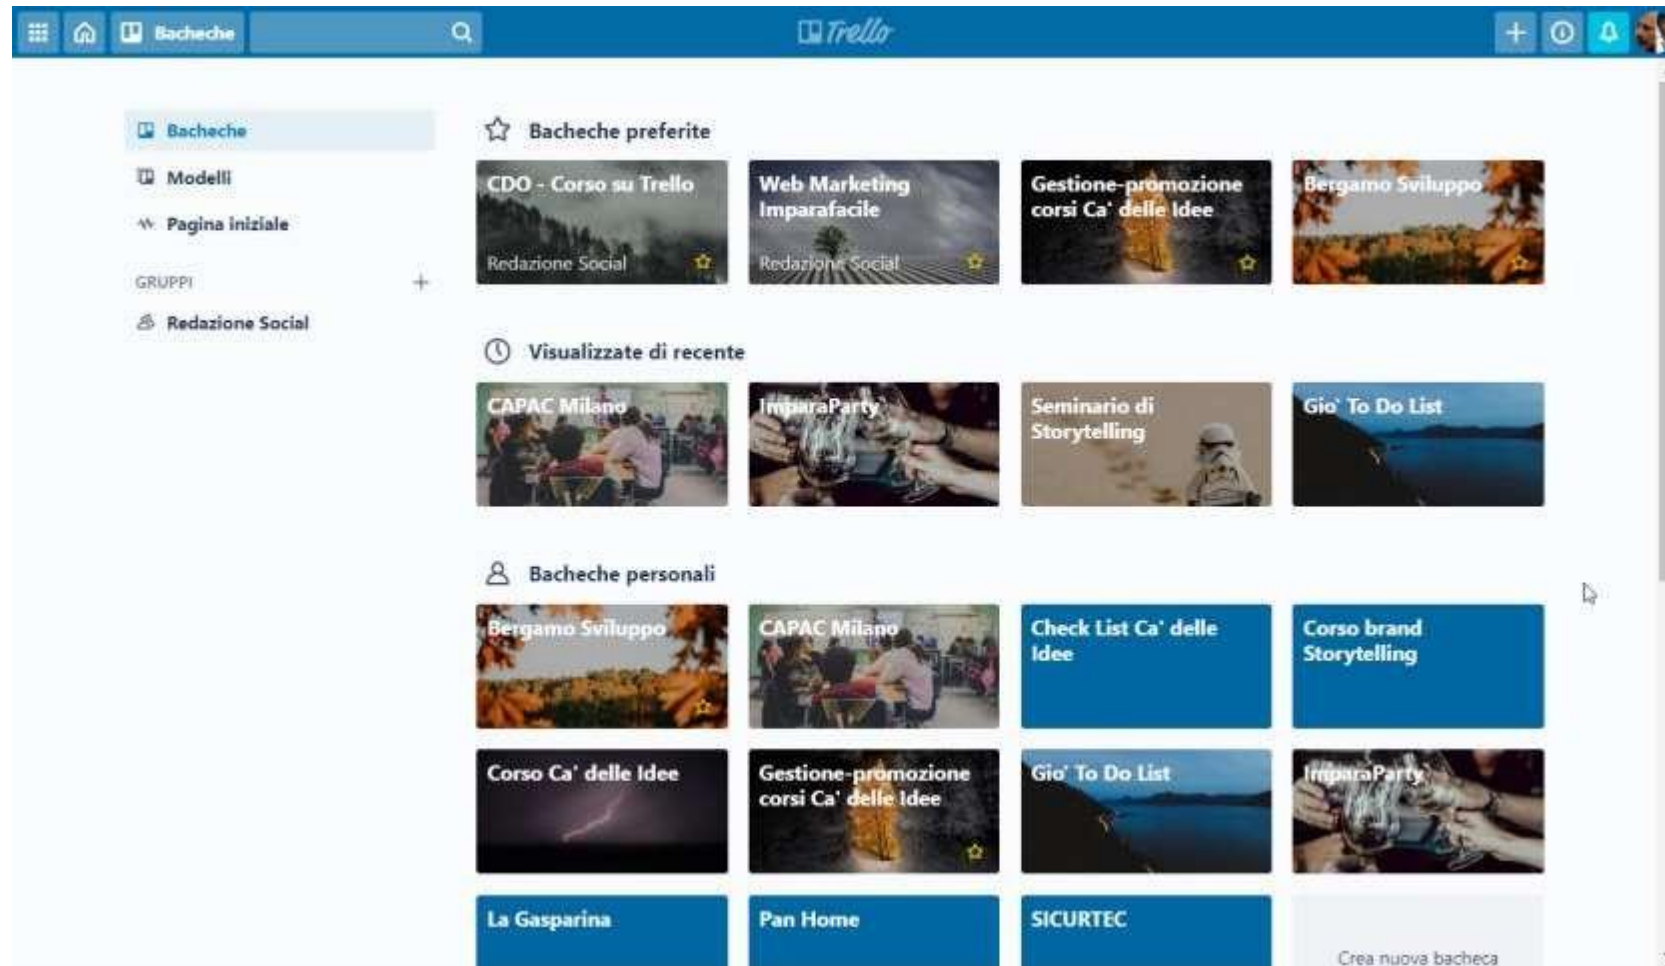 Bacheche
Trello
Bacheche
Modelli
Pagina iniziale
GRUPPI
Redazione Social
Bacheche preferite
CDO - Corso su Trello
Redazione Social
Web Marketing
Imparafacile
Redazione Social
Gestione-promozione
corsi Ca' delle Idee
Bergamo Sviluppo
Visualizzate di recente
CAPAC Milano
ImparaParty
Seminario di
Storytelling
Gio' To Do List
Bacheche personali
Bergamo Sviluppo
CAPAC Milano
Check List Ca' delle
Idee
Corso brand
Storytelling
Corso Ca' delle Idee
Gestione-promozione
corsi Ca' delle Idee
Gio' To Do List
ImparaParty
La Gasparina
Pan Home
SICURTEC
Crea nuova bacheca